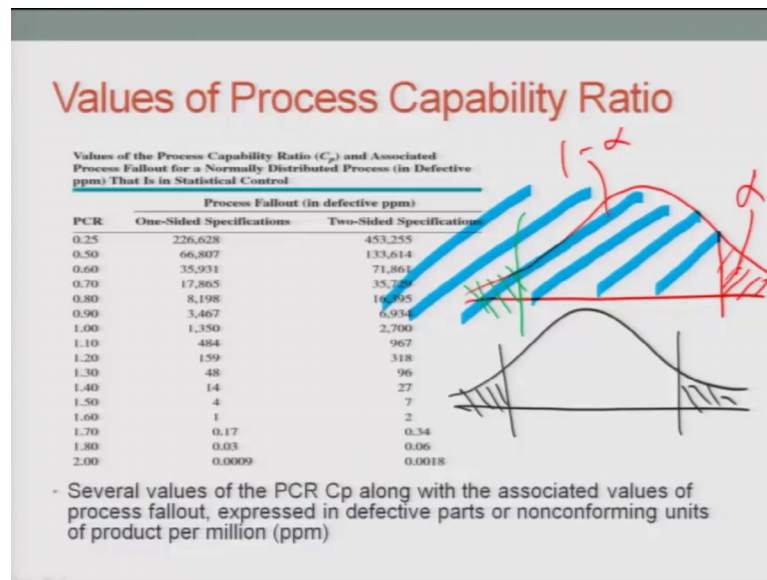 Values of Process Capability Ratio
Values of the Process Capability Ratio (Cp) and Associated
Process Fallout for a Normally Distributed Process (in Defective
ppm) That Is in Statistical Control
Process Fallout (in defective ppm)
PCR One-Sided Specifications Two-Sided Specifications
0.25 226,628 453,255
0.50 66,807 133,614
0.60 35,931 71,861
0.70 17,865 35,729
0.80 8,198 16,395
0.90 3,467 6,934
1.00 1,350 2,700
1.10 484 967
1.20 159 318
1.30 48 96
1.40 14 27
1.50 4 7
1.60 1 2
1.70 0.17 0.34
1.80 0.03 0.06
2.00 0.0009 0.0018
1-α
α
- Several values of the PCR Cp along with the associated values of
process fallout, expressed in defective parts or nonconforming units
of product per million (ppm)